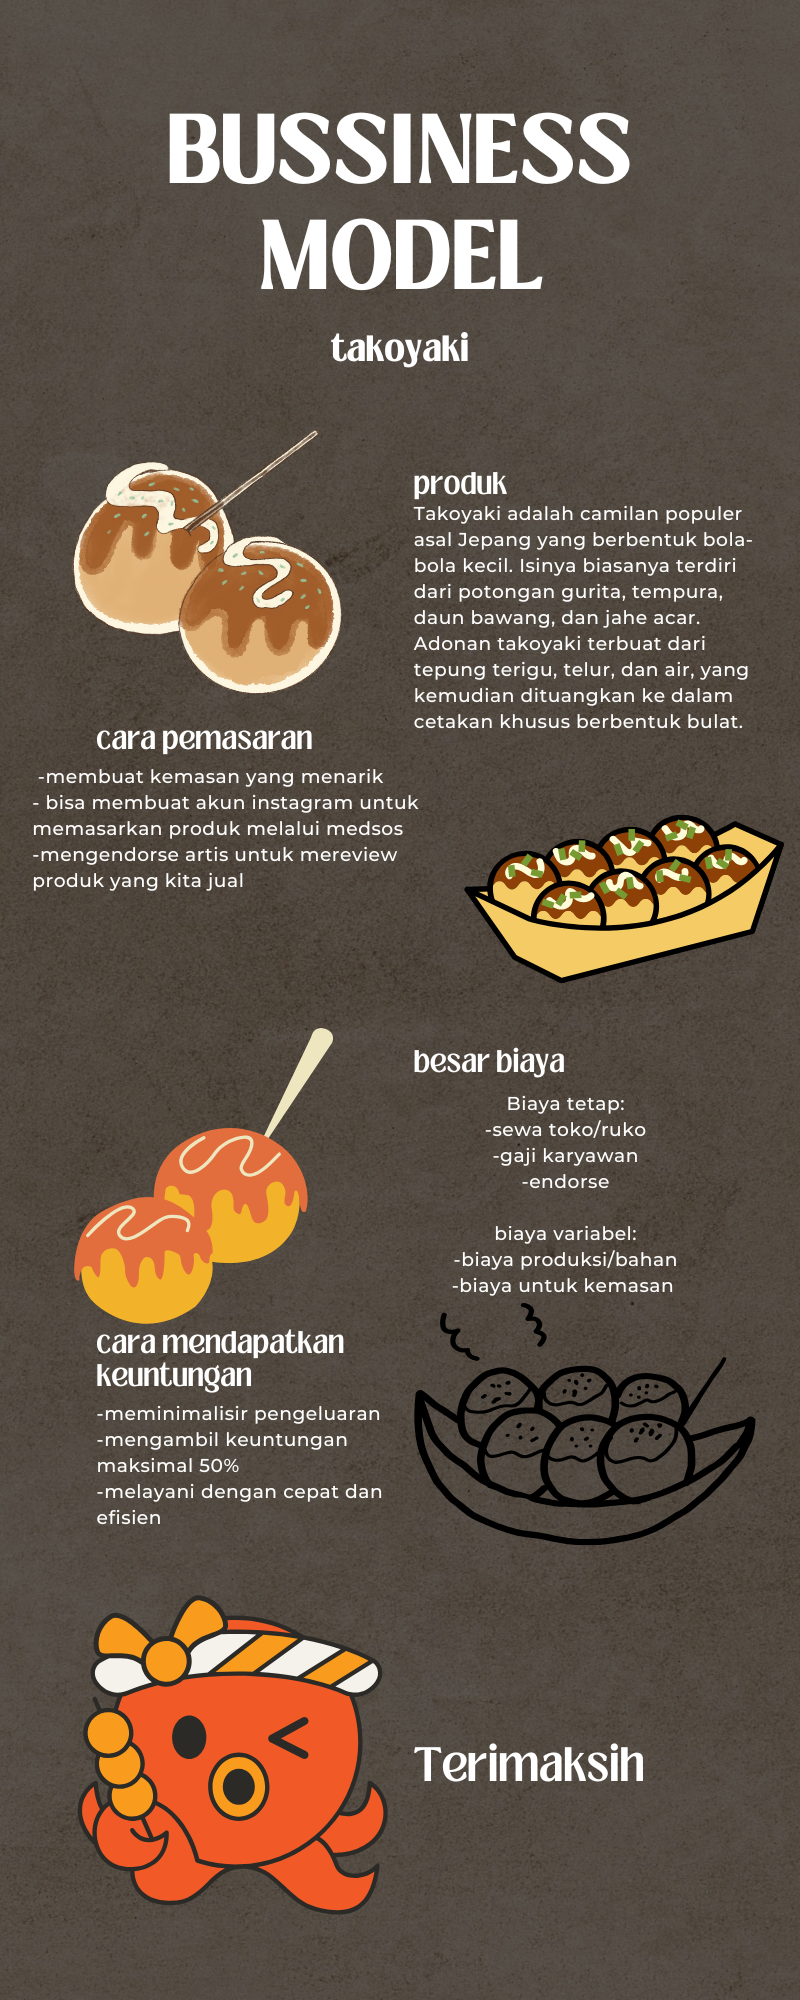 BUSSINESS
MODEL
takoyaki
produk
Takoyaki adalah camilan populer
asal Jepang yang berbentuk bola-
bola kecil. Isinya biasanya terdiri
dari potongan gurita, tempura,
daun bawang, dan jahe acar.
Adonan takoyaki terbuat dari
tepung terigu, telur, dan air, yang
kemudian dituangkan ke dalam
cetakan khusus berbentuk bulat.
cara pemasaran
-membuat kemasan yang menarik
- bisa membuat akun instagram untuk
memasarkan produk melalui medsos
-mengendorse artis untuk mereview
produk yang kita jual
besar biaya
Biaya tetap:
-sewa toko/ruko
-gaji karyawan
-endorse
biaya variabel:
-biaya produksi/bahan
-biaya untuk kemasan
cara mendapatkan
keuntungan
-meminimalisir pengeluaran
-mengambil keuntungan
maksimal 50%
-melayani dengan cepat dan
efisien
Terimaksih